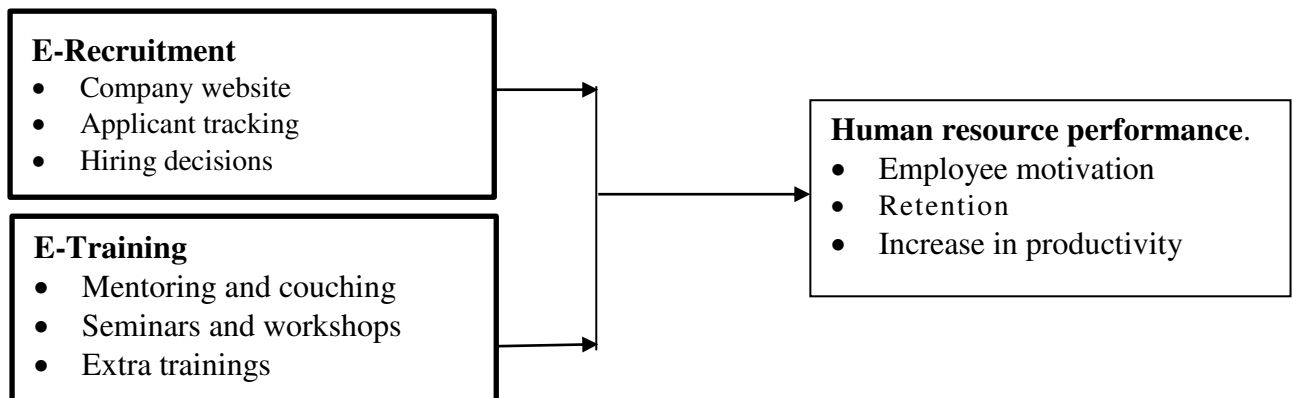 E-Recruitment
• Company website
• Applicant tracking
• Hiring decisions
E-Training
• Mentoring and couching
• Seminars and workshops
• Extra trainings
Human resource performance.
• Employee motivation
• Retention
• Increase in productivity